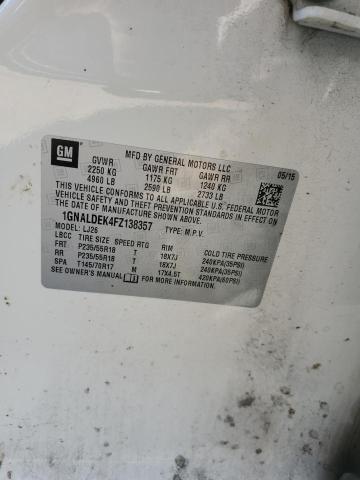 GM
MFD BY GENERAL MOTORS LLC
05/15
GVWR GAWR FRT GAWR RR
2250 KG 1175 KG 1240 KG
4960 LB 2590 LB 2733 LB
THIS VEHICLE CONFORMS TO ALL APPLICABLE U.S. FEDERAL
MOTOR VEHICLE SAFETY, BUMPER, AND THEFT PREVENTION
STANDARDS IN EFFECT ON THE DATE OF MANUFACTURE
SHOWN ABOVE.
1GNALDEK4FZ138357 TYPE: M.P.V.
MODEL: LJ26
LBCC TIRE SIZE SPEED RTG RIM COLD TIRE PRESSURE
FRT P235/55R18 T 18X7J 240KPA(35PSI)
RR P235/55R18 T 18X7J 240KPA(35PSI)
SPA T145/70R17 M 17X4.5T 420KPA(60PSI)
SEE OWNER'S MANUAL